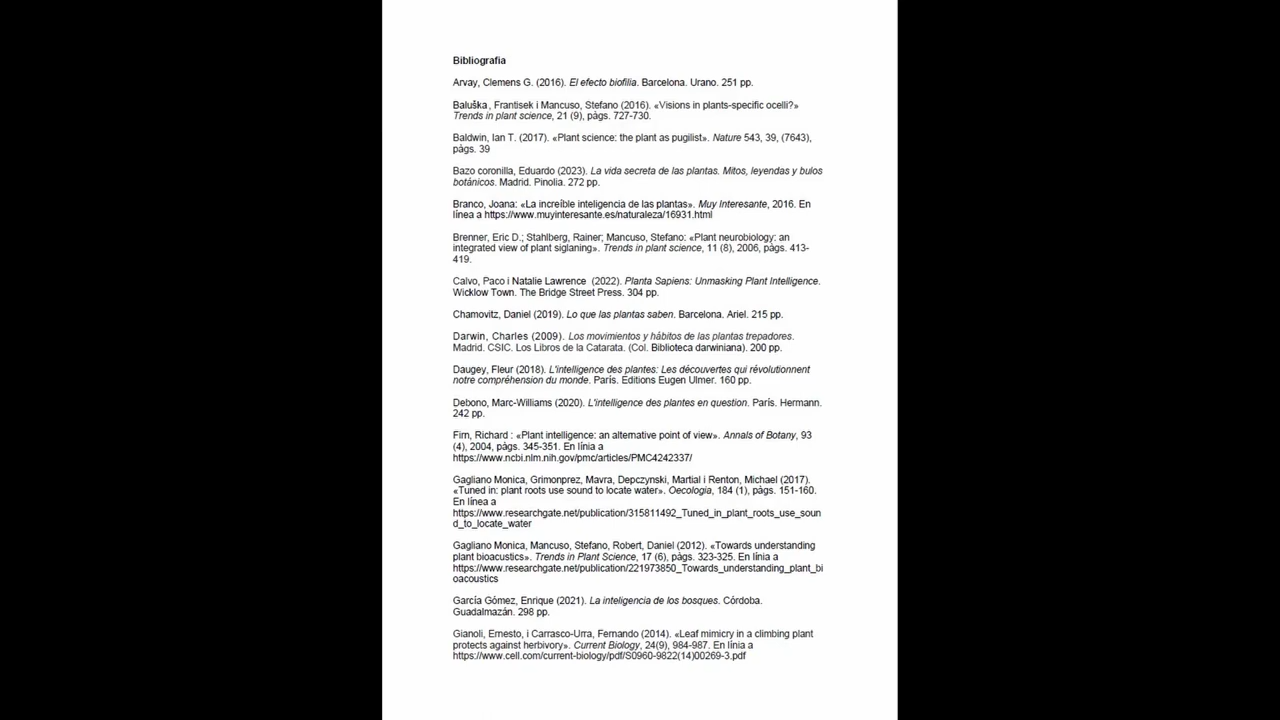 Bibliografia
Arvay, Clemens G. (2016). El efecto biofilia. Barcelona. Urano. 251 pp.
Baluška, Frantisek i Mancuso, Stefano (2016). «Visions in plants-specific ocelli?»
Trends in plant science, 21 (9), pàgs. 727-730.
Baldwin, Ian T. (2017). «Plant science: the plant as pugilist». Nature 543, 39, (7643),
pàgs. 39
Bazo coronilla, Eduardo (2023). La vida secreta de las plantas. Mitos, leyendas y bulos
botánicos. Madrid. Pinolia. 272 pp.
Branco, Joana: «La increíble inteligencia de las plantas». Muy Interesante, 2016. En
línea a https://www.muyinteresante.es/naturaleza/16931.html
Brenner, Eric D.; Stahlberg, Rainer; Mancuso, Stefano: «Plant neurobiology: an
integrated view of plant siglaning». Trends in plant science, 11 (8), 2006, pàgs. 413-
419.
Calvo, Paco i Natalie Lawrence (2022). Planta Sapiens: Unmasking Plant Intelligence.
Wicklow Town. The Bridge Street Press. 304 pp.
Chamovitz, Daniel (2019). Lo que las plantas saben. Barcelona. Ariel. 215 pp.
Darwin, Charles (2009). Los movimientos y hábitos de las plantas trepadores.
Madrid. CSIC. Los Libros de la Catarata. (Col. Biblioteca darwiniana). 200 pp.
Daugey, Fleur (2018). L'intelligence des plantes: Les découvertes qui révolutionnent
notre compréhension du monde. París. Editions Eugen Ulmer. 160 pp.
Debono, Marc-Williams (2020). L'intelligence des plantes en question. París. Hermann.
242 pp.
Firn, Richard : «Plant intelligence: an alternative point of view». Annals of Botany, 93
(4), 2004, pàgs. 345-351. En línia a
https://www.ncbi.nlm.nih.gov/pmc/articles/PMC4242337/
Gagliano Monica, Grimonprez, Mavra, Depczynski, Martial i Renton, Michael (2017).
«Tuned in: plant roots use sound to locate water». Oecologia, 184 (1), pàgs. 151-160.
En línea a
https://www.researchgate.net/publication/315811492_Tuned_in_plant_roots_use_soun
d_to_locate_water
Gagliano Monica, Mancuso, Stefano, Robert, Daniel (2012). «Towards understanding
plant bioacustics». Trends in Plant Science, 17 (6), pàgs. 323-325. En línia a
https://www.researchgate.net/publication/221973850_Towards_understanding_plant_bi
oacoustics
García Gómez, Enrique (2021). La inteligencia de los bosques. Córdoba.
Guadalmazán. 298 pp.
Gianoli, Ernesto, i Carrasco-Urra, Fernando (2014). «Leaf mimicry in a climbing plant
protects against herbivory». Current Biology, 24(9), 984-987. En línia a
https://www.cell.com/current-biology/pdf/S0960-9822(14)00269-3.pdf